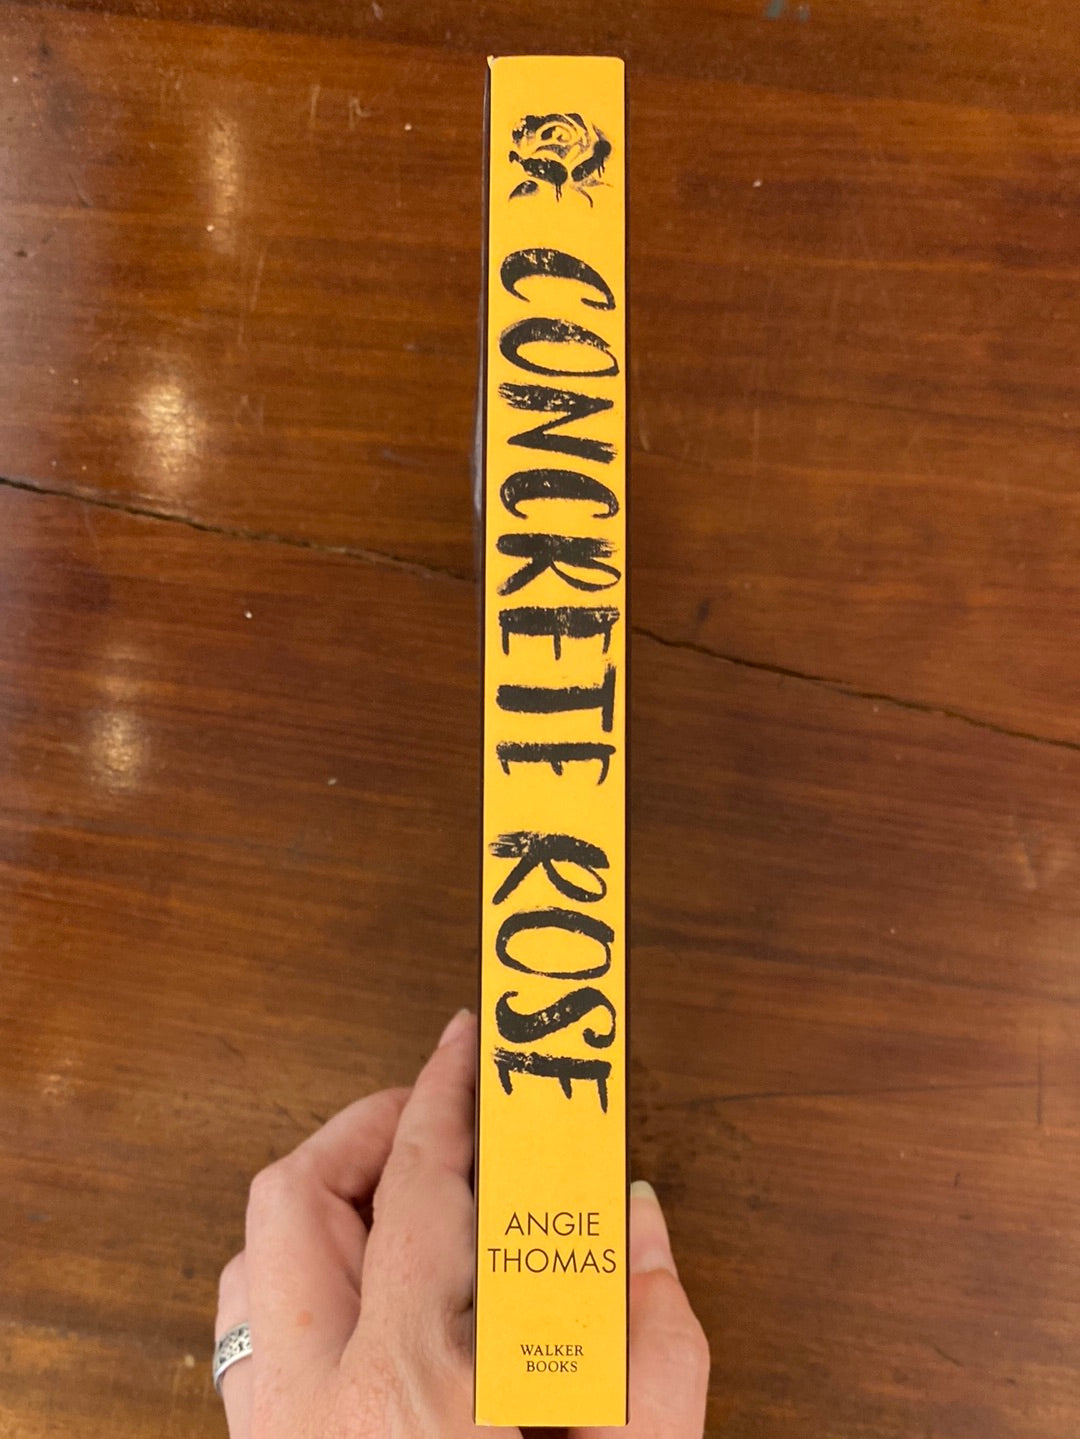 CONCRETE ROSE
ANGIE
THOMAS
WALKER
BOOKS